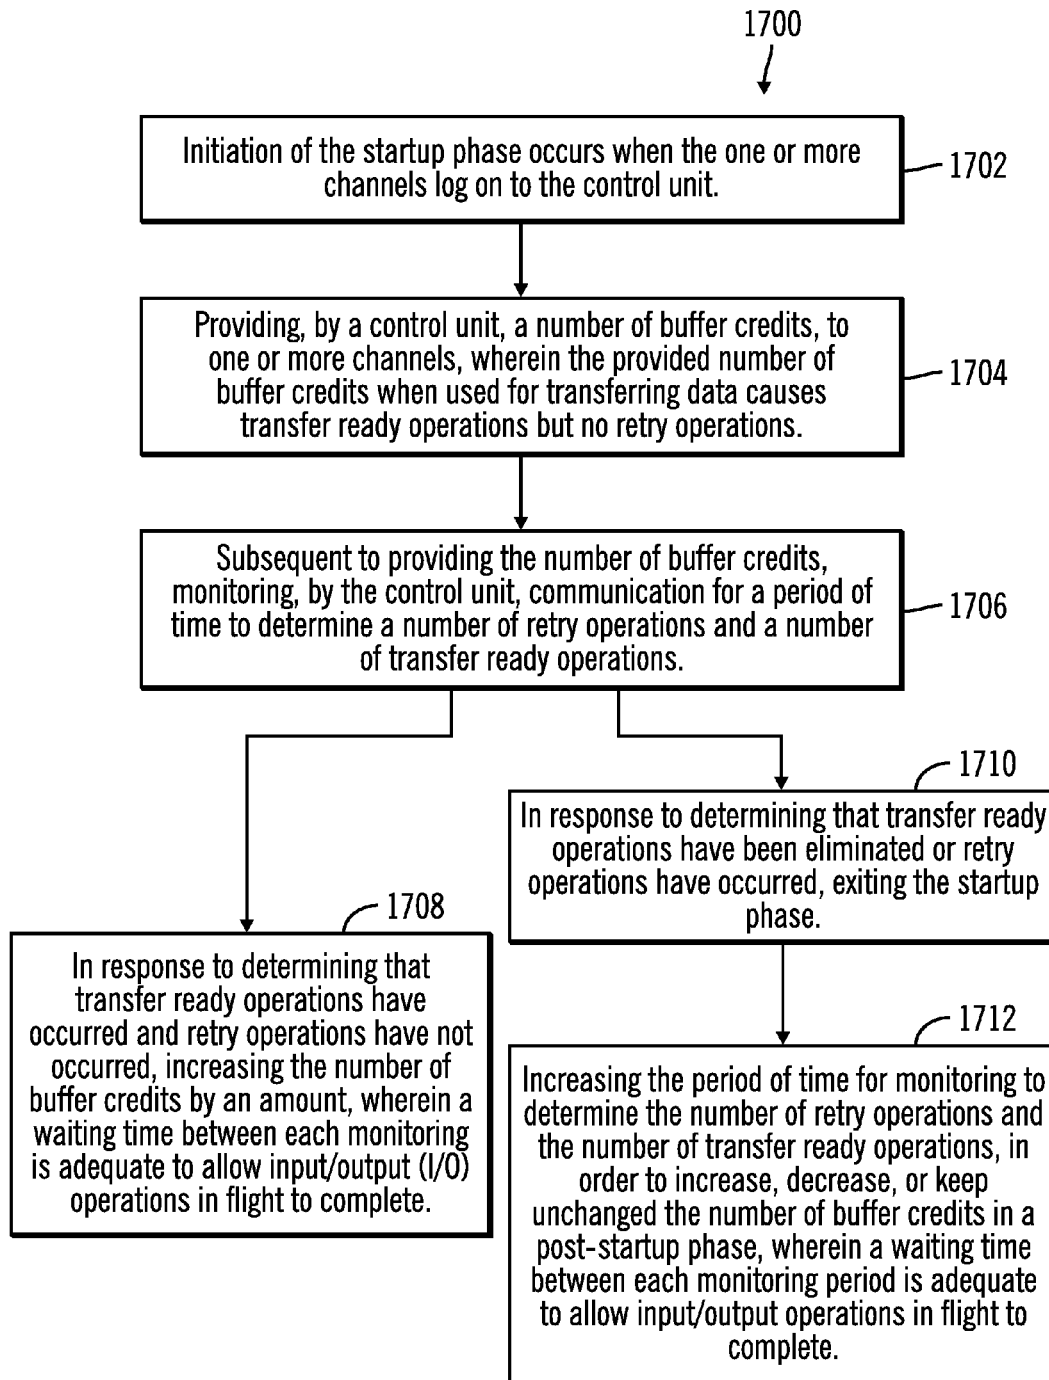 1700
Initiation of the startup phase occurs when the one or more
channels log on to the control unit.
1702
Providing, by a control unit, a number of buffer credits, to
one or more channels, wherein the provided number of
buffer credits when used for transferring data causes
transfer ready operations but no retry operations.
1704
Subsequent to providing the number of buffer credits,
monitoring, by the control unit, communication for a period of
time to determine a number of retry operations and a number
of transfer ready operations.
1706
1708
In response to determining that
transfer ready operations have
occurred and retry operations have not
occurred, increasing the number of
buffer credits by an amount, wherein a
waiting time between each monitoring
is adequate to allow input/output (I/O)
operations in flight to complete.
1710
In response to determining that transfer ready
operations have been eliminated or retry
operations have occurred, exiting the startup
phase.
1712
Increasing the period of time for monitoring to
determine the number of retry operations and
the number of transfer ready operations, in
order to increase, decrease, or keep
unchanged the number of buffer credits in a
post-startup phase, wherein a waiting time
between each monitoring period is adequate
to allow input/output operations in flight to
complete.